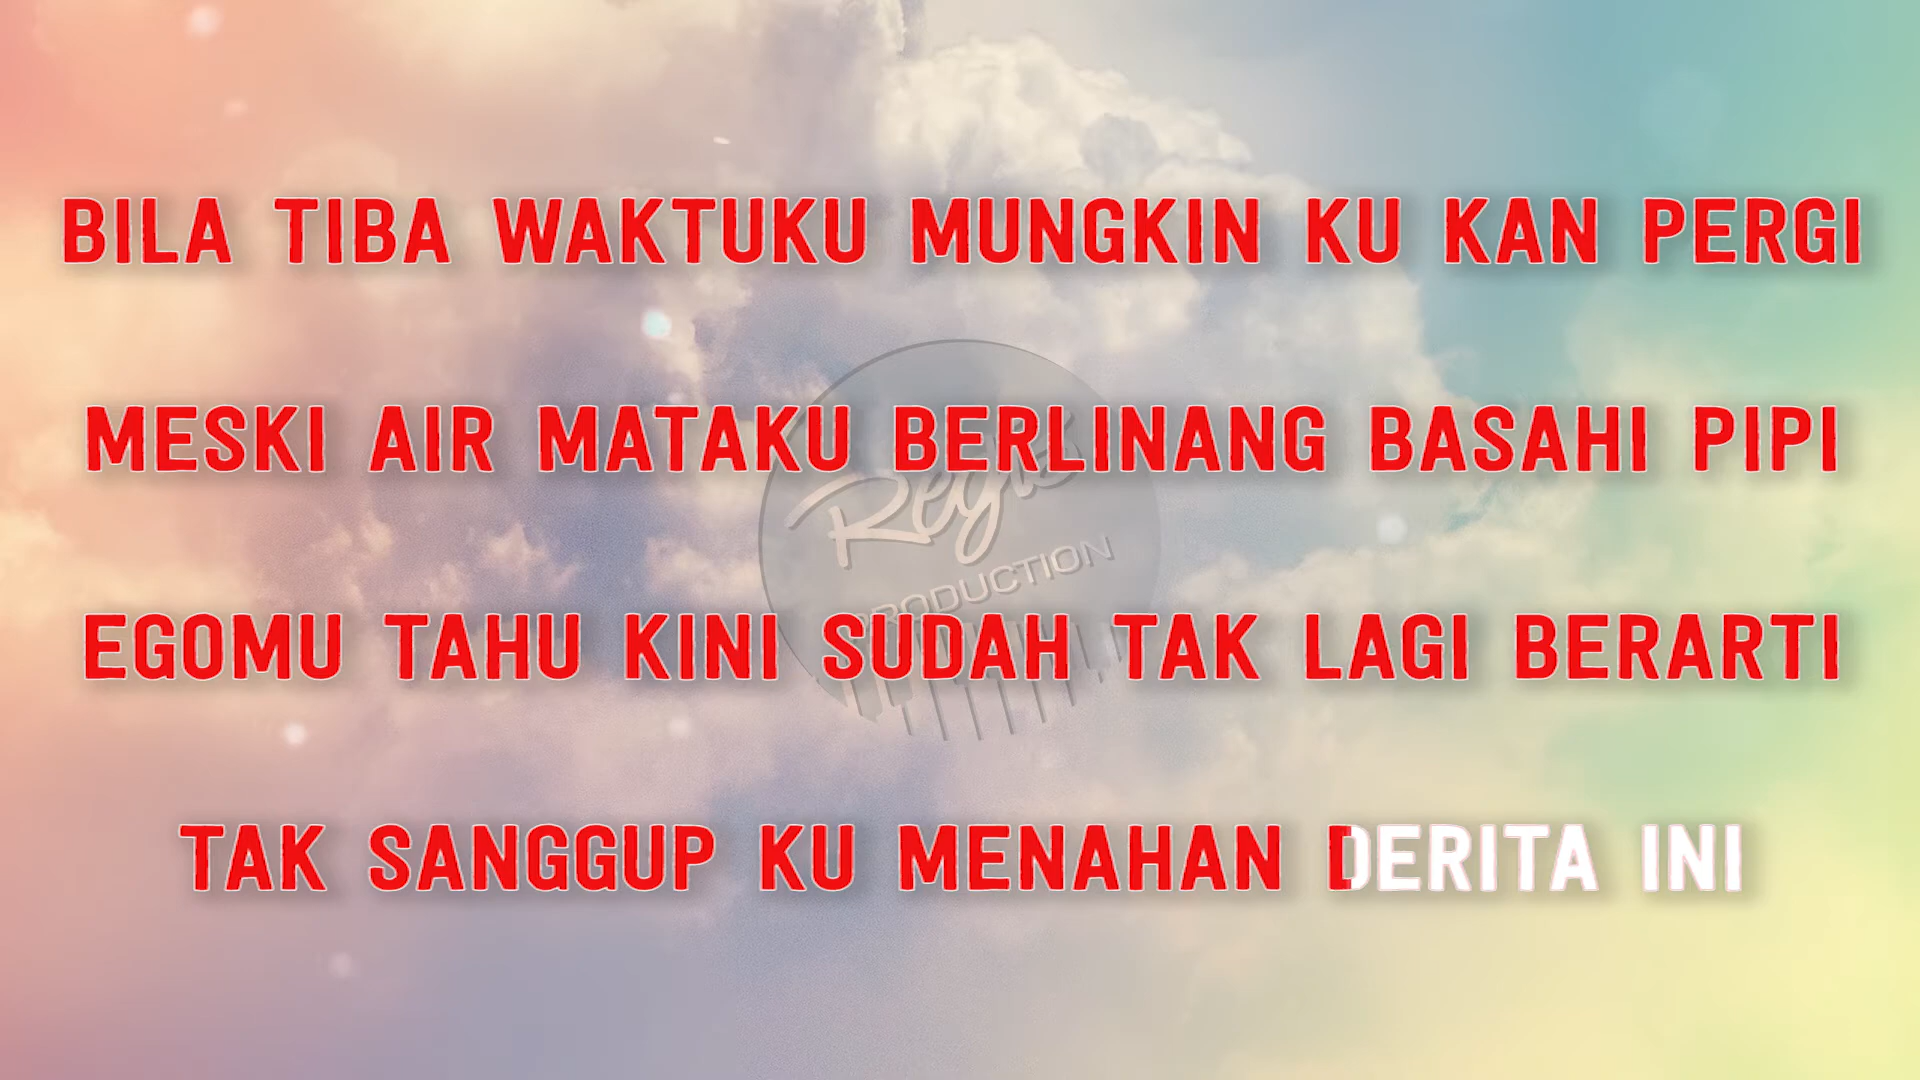 BILA TIBA WAKTUKU MUNGKIN KU KAN PERGI
MESKI AIR MATAKU BERLINANG BASAHI PIPI
EGOMU TAHU KINI SUDAH TAK LAGI BERARTI
TAK SANGGUP KU MENAHAN DERITA INI
PRODUCTION